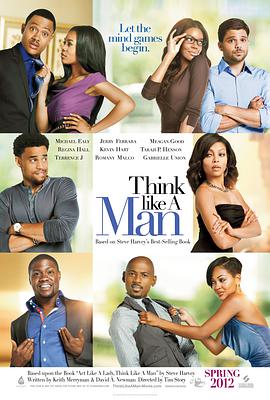 Let the
mind games
begin.
MICHAEL EALY JERRY FERRARA MEAGAN GOOD
REGINA HALL KEVIN HART TARAJI P. HENSON
TERRENCE J ROMANY MALCO GABRIELLE UNION
Think
like A
Man
BASED ON STEVE HARVEY'S BEST-SELLING BOOK
Based upon the Book "Act Like A Lady, Think Like A Man" by Steve Harvey
Written by Keith Merryman & David A. Newman Directed by Tim Story
SPRING
2012